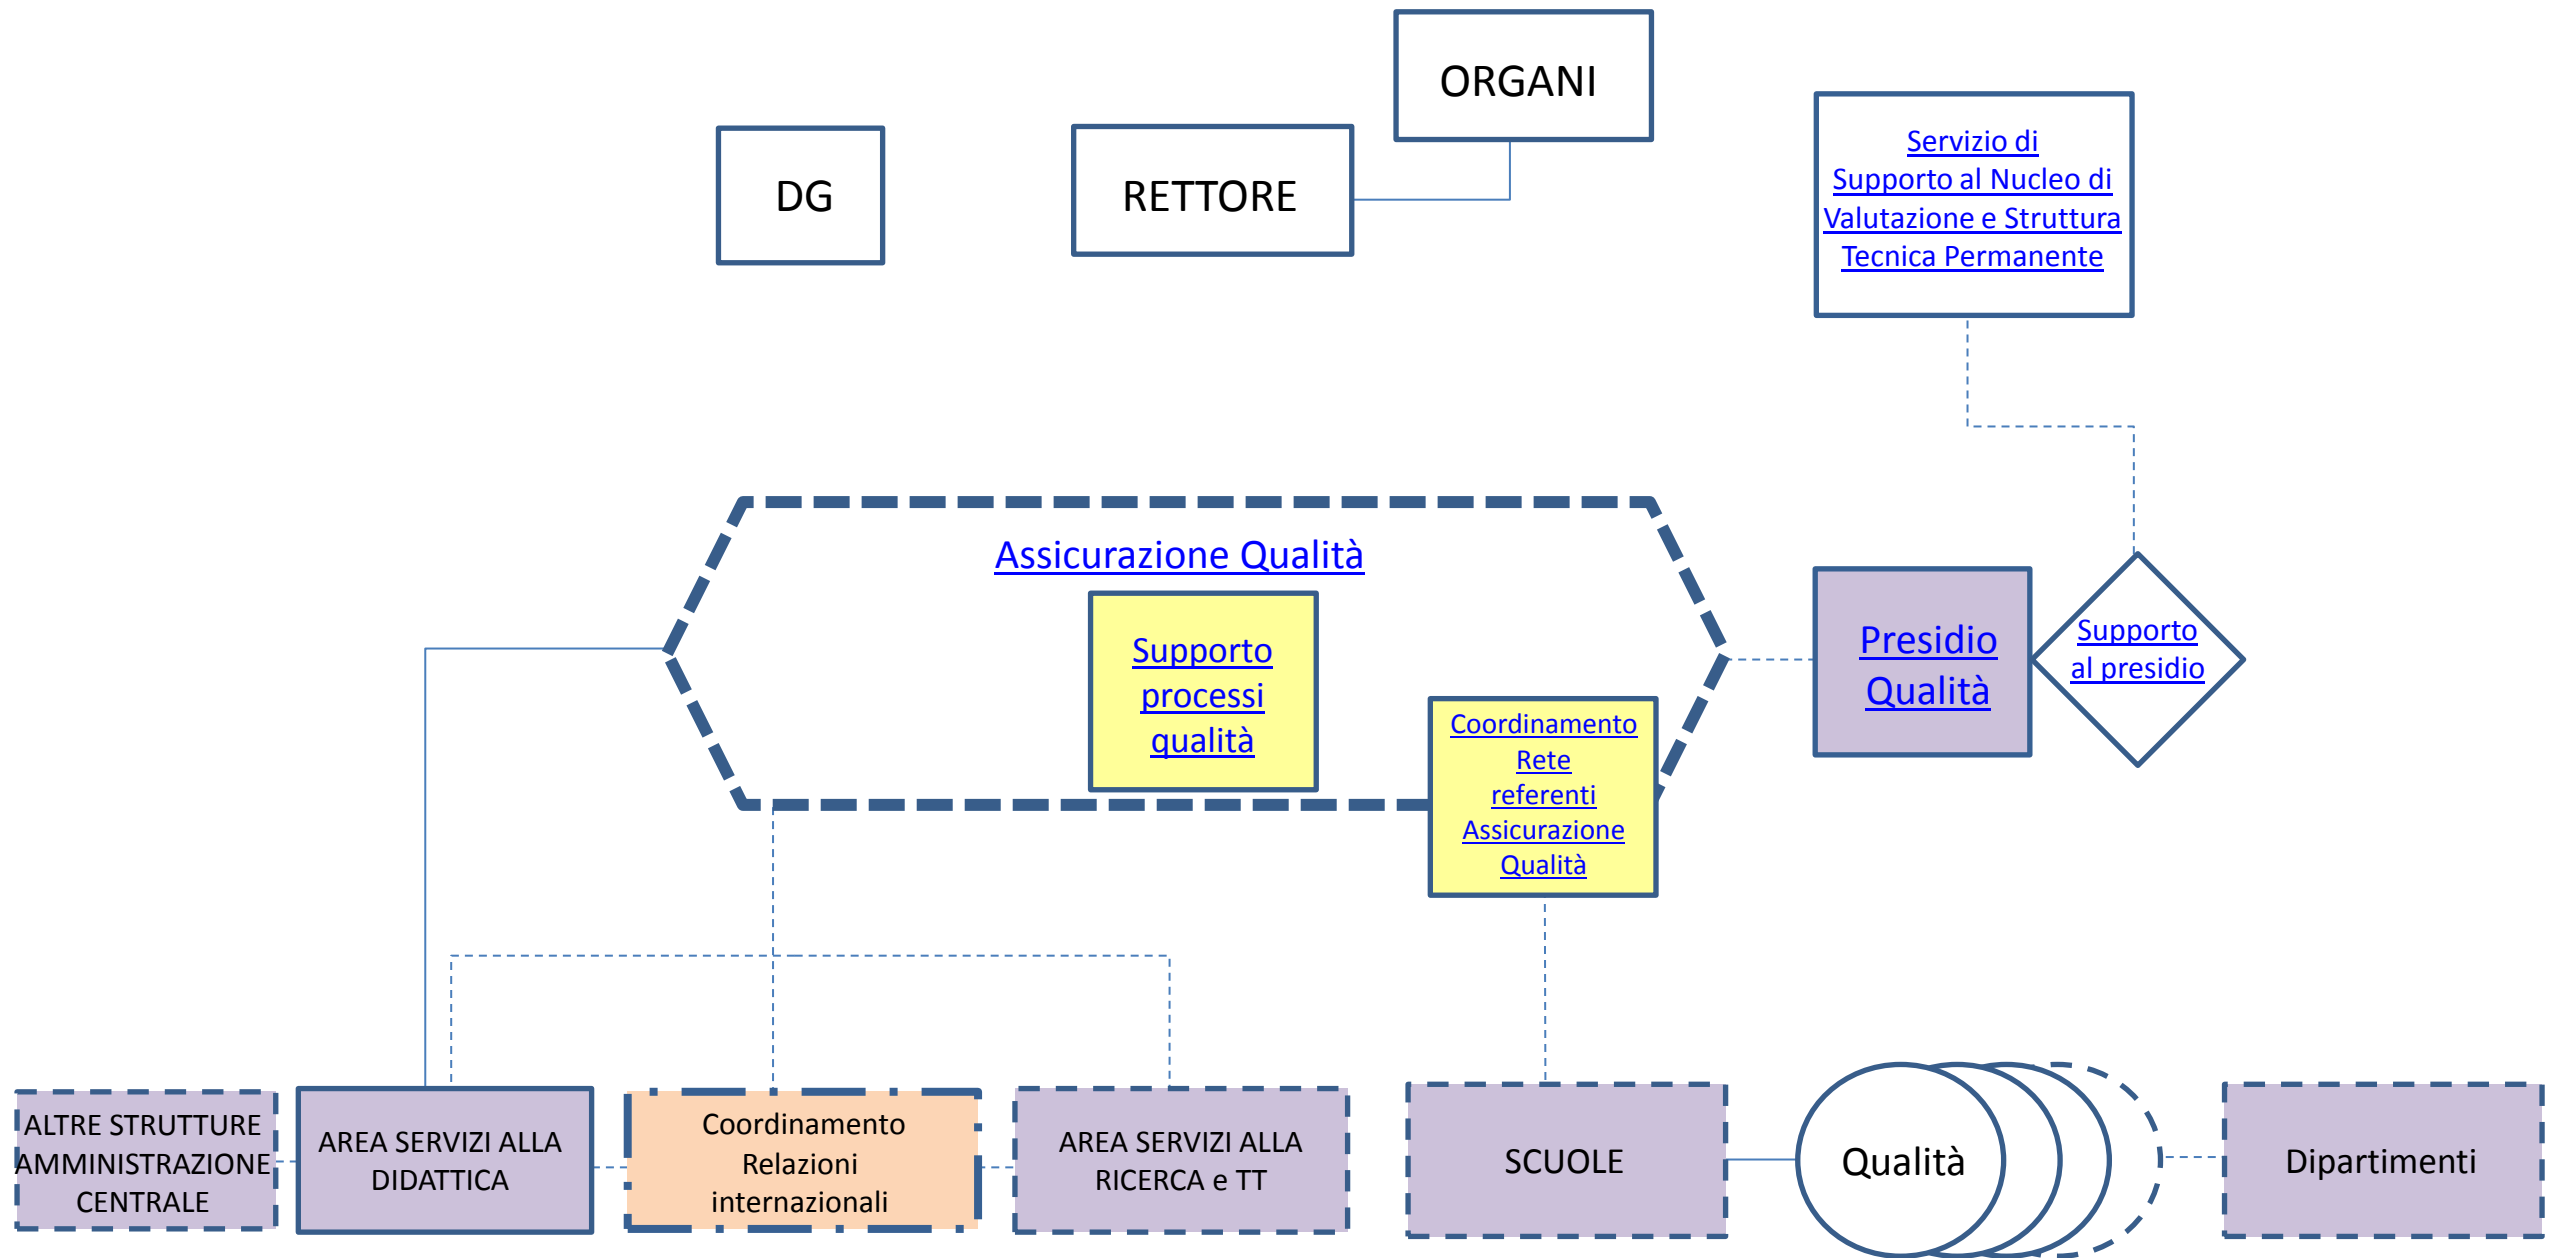 ORGANI
DG
RETTORE
Servizio di
Supporto al Nucleo di
Valutazione e Struttura
Tecnica Permanente
Assicurazione Qualità
Supporto
processi
qualità
Coordinamento
Rete
referenti
Assicurazione
Qualità
Presidio
Qualità
Supporto
al presidio
ALTRE STRUTTURE
AMMINISTRAZIONE
CENTRALE
AREA SERVIZI ALLA
DIDATTICA
Coordinamento
Relazioni
internazionali
AREA SERVIZI ALLA
RICERCA e TT
SCUOLE
Qualità
Dipartimenti